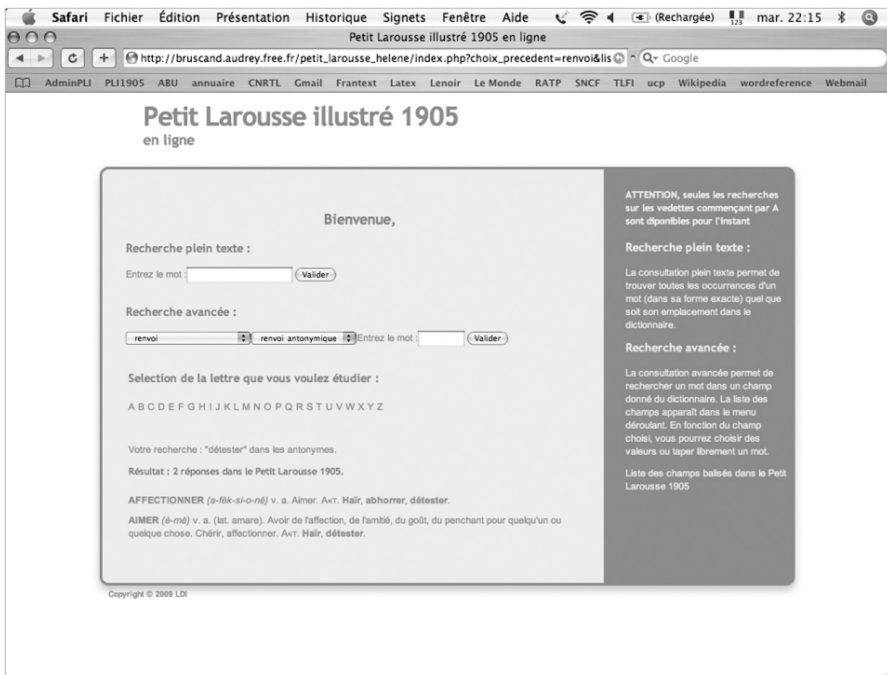 Safari Fichier Édition Présentation Historique Signets Fenêtre Aide (Rechargée) 123 mar. 22:15
Petit Larousse illustré 1905 en ligne
http://bruscand.audrey.free.fr/petit_larousse_helene/index.php?choix_precedent=renvoi&lis Google
AdminPLI PLI1905 ABU annuaire CNRTL Gmail Frantext Latex Lenoir Le Monde RATP SNCF TLFI ucp Wikipedia wordreference Webmail
Petit Larousse illustré 1905
en ligne
Bienvenue,
Recherche plein texte :
Entrez le mot : Valider
Recherche avancée :
renvoi renvoi antonymique Entrez le mot : Valider
Selection de la lettre que vous voulez étudier :
A B C D E F G H I J K L M N O P Q R S T U V W X Y Z
Votre recherche : "détester" dans les antonymes.
Résultat : 2 réponses dans le Petit Larousse 1905.
AFFECTIONNER (a-fèk-si-o-né) v. a. Aimer. ANT. Haïr, abhorrer, détester.
AIMER (è-mé) v. a. (lat. amare). Avoir de l'affection, de l'amitié, du goût, du penchant pour quelqu'un ou
quelque chose. Chérir, affectionner. ANT. Haïr, détester.
ATTENTION, seules les recherches
sur les vedettes commençant par A
sont diponibles pour l'instant
Recherche plein texte :
La consultation plein texte permet de
trouver toutes les occurrences d'un
mot (dans sa forme exacte) quel que
soit son emplacement dans le
dictionnaire.
Recherche avancée :
La consultation avancée permet de
rechercher un mot dans un champ
donné du dictionnaire. La liste des
champs apparaît dans le menu
déroulant. En fonction du champ
choisi, vous pourrez choisir des
valeurs ou taper librement un mot.
Liste des champs balisés dans le Petit
Larousse 1905
Copyright © 2009 LDI